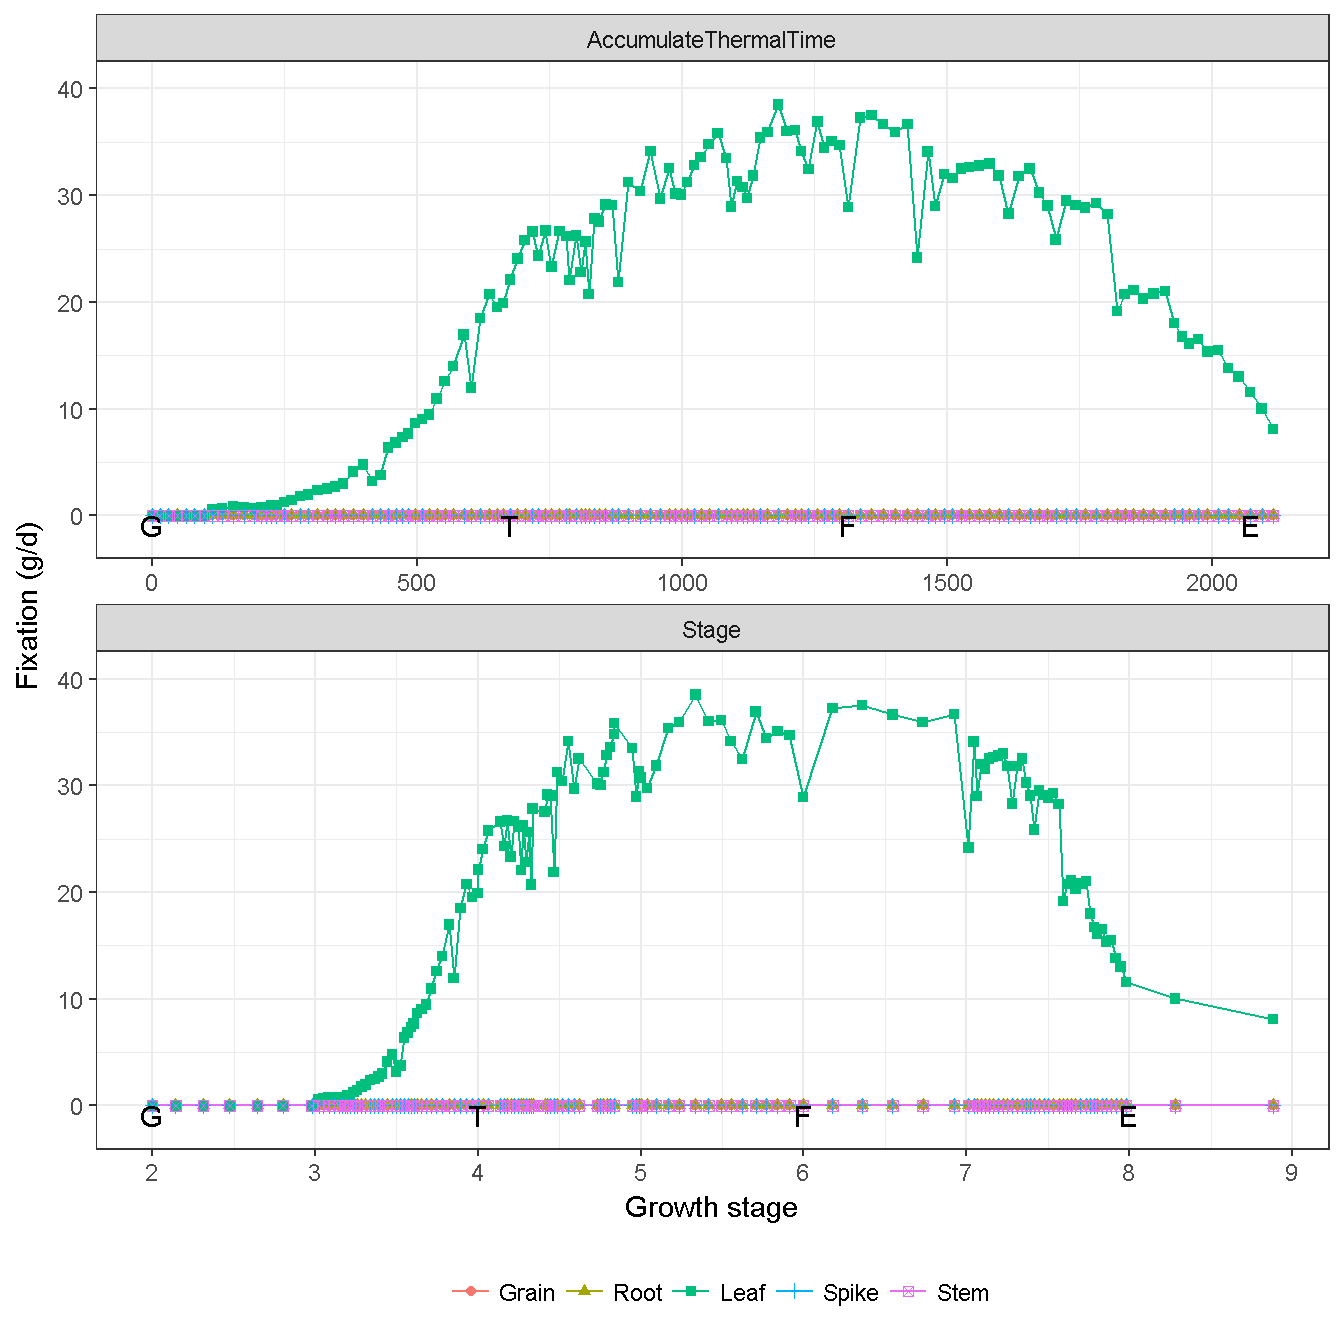 AccumulateThermalTime
40
30
20
10
0
G T F E
0 500 1000 1500 2000
Fixation (g/d)
Stage
40
30
20
10
0
G T F E
2 3 4 5 6 7 8 9
Growth stage
Grain Root Leaf Spike Stem